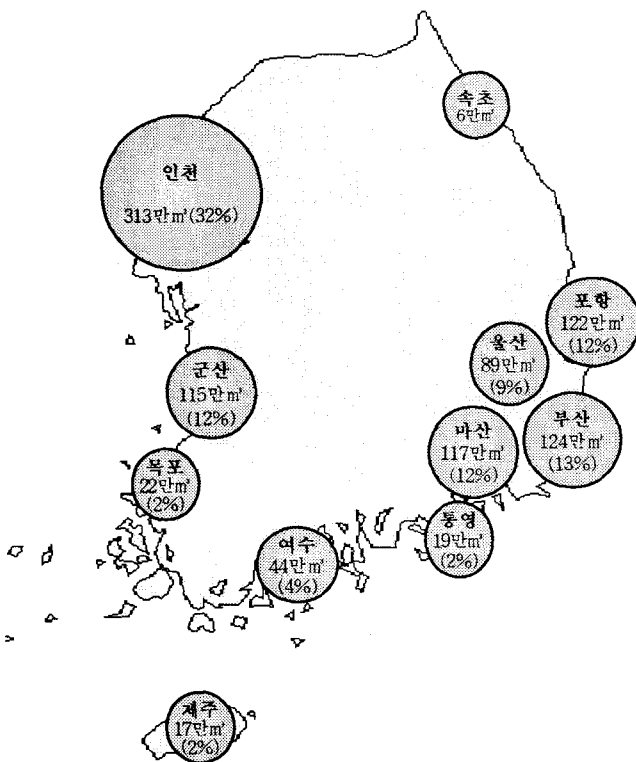 속초
6만㎥
인천
313만㎥(32%)
포항
122만㎥
(12%)
울산
89만㎥
(9%)
군산
115만㎥
(12%)
부산
124만㎥
(13%)
마산
117만㎥
(12%)
목포
22만㎥
(2%)
통영
19만㎥
(2%)
여수
44만㎥
(4%)
제주
17만㎥
(2%)